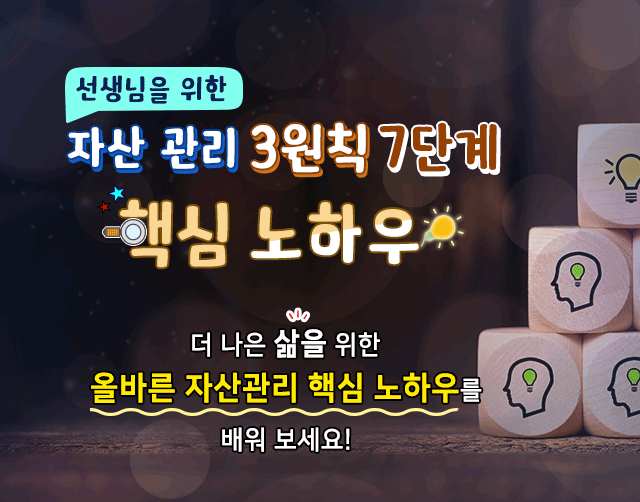 선생님을 위한
자산 관리 3원칙 7단계
핵심 노하우
더 나은 삶을 위한
올바른 자산관리 핵심 노하우를
배워 보세요!